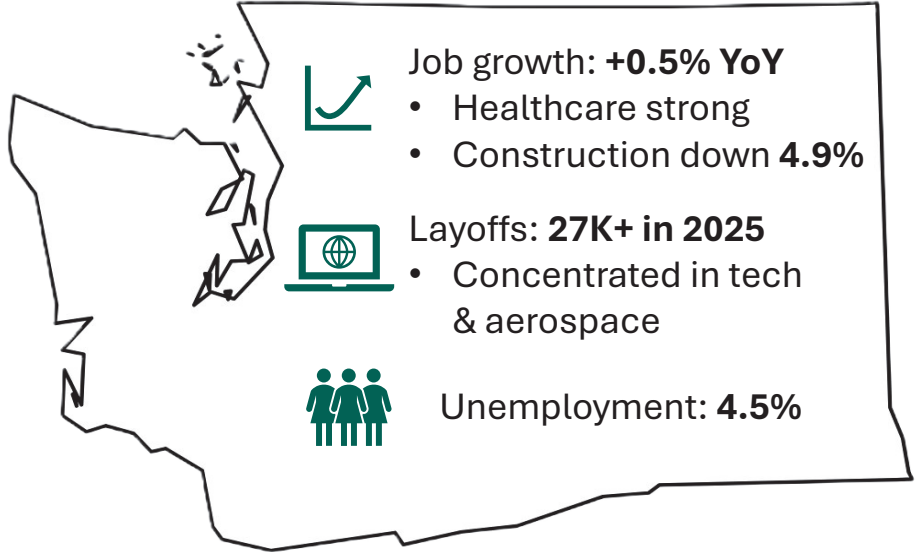 Job growth: +0.5% YoY
• Healthcare strong
• Construction down 4.9%
Layoffs: 27K+ in 2025
• Concentrated in tech
& aerospace
Unemployment: 4.5%